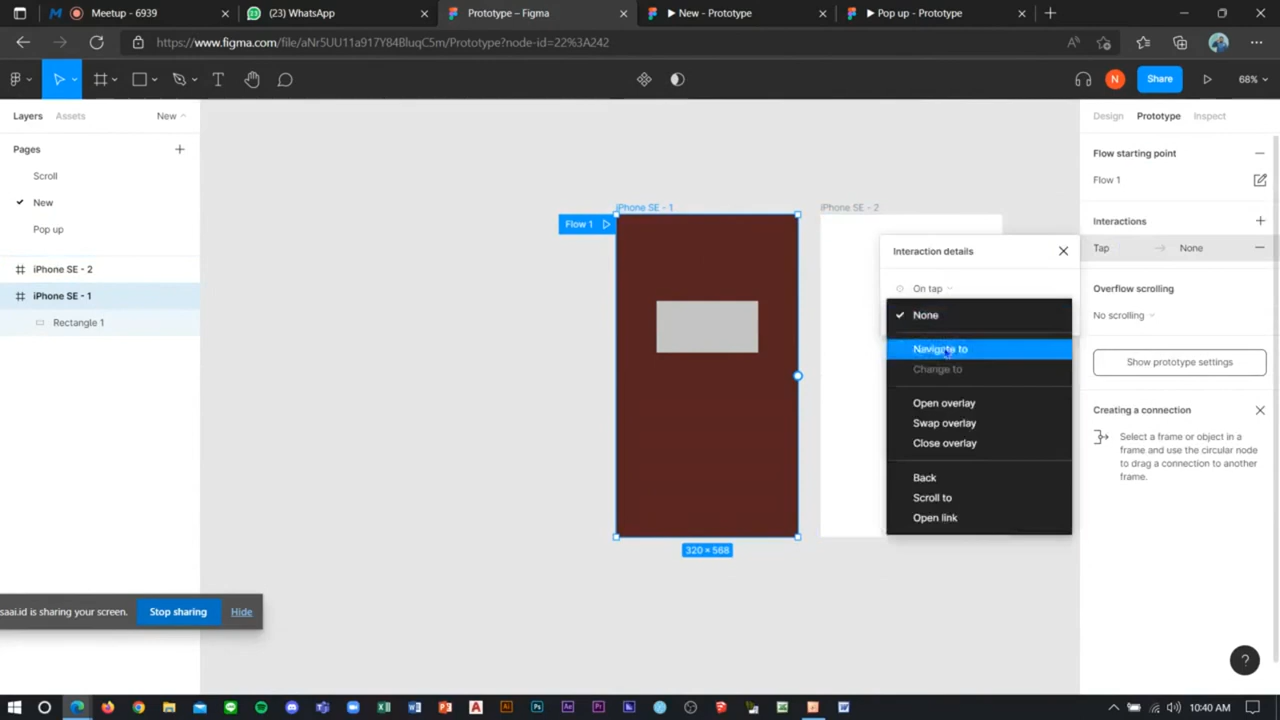 Meetup - 6939
(23) WhatsApp
Prototype – Figma
New - Prototype
Pop up - Prototype
https://www.figma.com/file/aNr5UU11a917Y84BluqC5m/Prototype?node-id=22%3A242
N
Share
68%
Layers
Assets
New
Design
Prototype
Inspect
Pages
Scroll
New
Pop up
iPhone SE - 2
iPhone SE - 1
Rectangle 1
iPhone SE - 1
iPhone SE - 2
Flow 1
320 × 568
Interaction details
On tap
None
Navigate to
Change to
Open overlay
Swap overlay
Close overlay
Back
Scroll to
Open link
Flow starting point
Flow 1
Interactions
Tap
None
Overflow scrolling
No scrolling
Show prototype settings
Creating a connection
Select a frame or object in a
frame and use the circular node
to drag a connection to another
frame.
saai.id is sharing your screen.
Stop sharing
Hide
?
10:40 AM